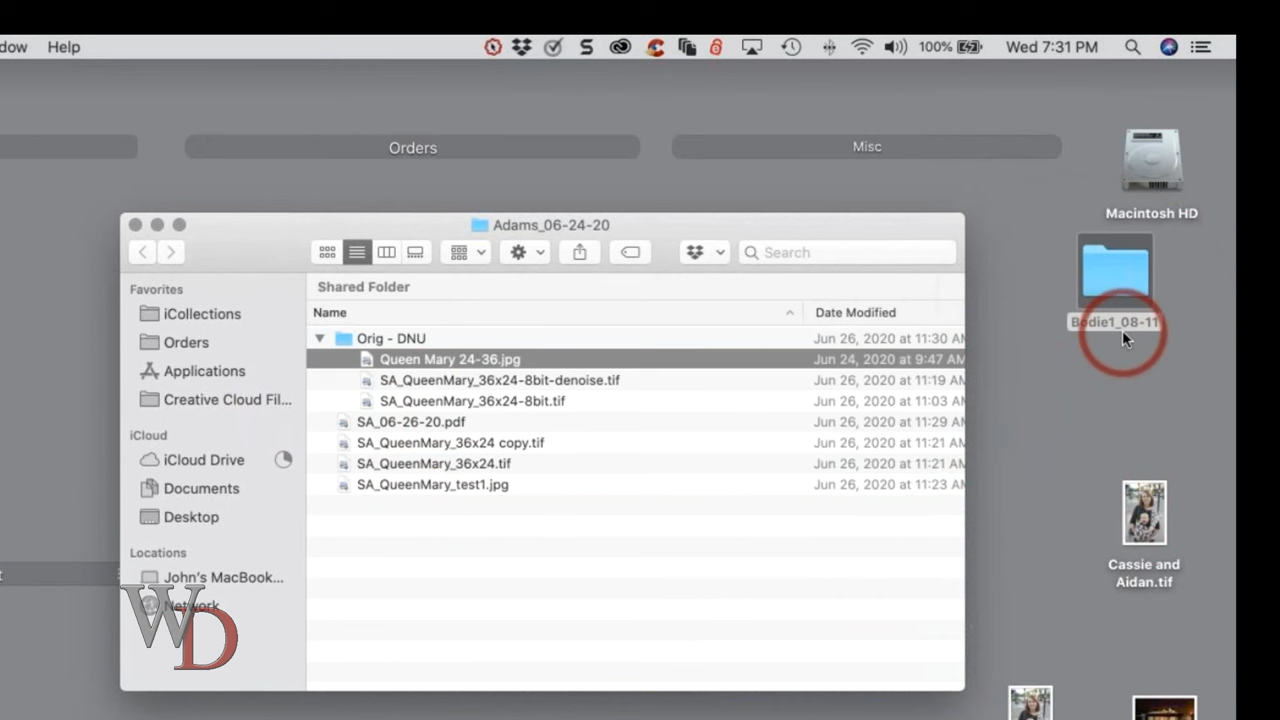 dow Help 100% Wed 7:31 PM
Orders Misc
Macintosh HD
Adams_06-24-20
Search
Bodie1_08-11
Favorites
iCollections
Orders
Applications
Creative Cloud Fil...
iCloud
iCloud Drive
Documents
Desktop
Locations
John's MacBook...
Network
WD
Shared Folder
Name Date Modified
Orig - DNU Jun 26, 2020 at 11:30 AM
Queen Mary 24-36.jpg Jun 24, 2020 at 9:47 AM
SA_QueenMary_36x24-8bit-denoise.tif Jun 26, 2020 at 11:19 AM
SA_QueenMary_36x24-8bit.tif Jun 26, 2020 at 11:03 AM
SA_06-26-20.pdf Jun 26, 2020 at 11:29 AM
SA_QueenMary_36x24 copy.tif Jun 26, 2020 at 11:21 AM
SA_QueenMary_36x24.tif Jun 26, 2020 at 11:21 AM
SA_QueenMary_test1.jpg Jun 26, 2020 at 11:23 AM
Cassie and
Aidan.tif